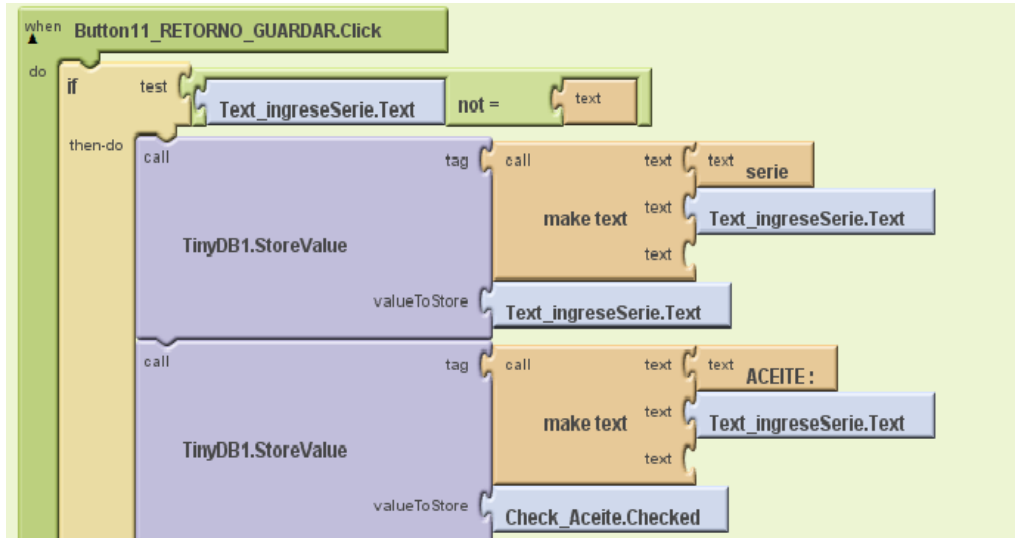 when Button11_RETORNO_GUARDAR.Click
do if test Text_ingreseSerie.Text not = text
then-do call tag call text text serie
make text text Text_ingreseSerie.Text
TinyDB1.StoreValue text
valueToStore Text_ingreseSerie.Text
call tag call text text ACEITE :
make text text Text_ingreseSerie.Text
TinyDB1.StoreValue text
valueToStore Check_Aceite.Checked